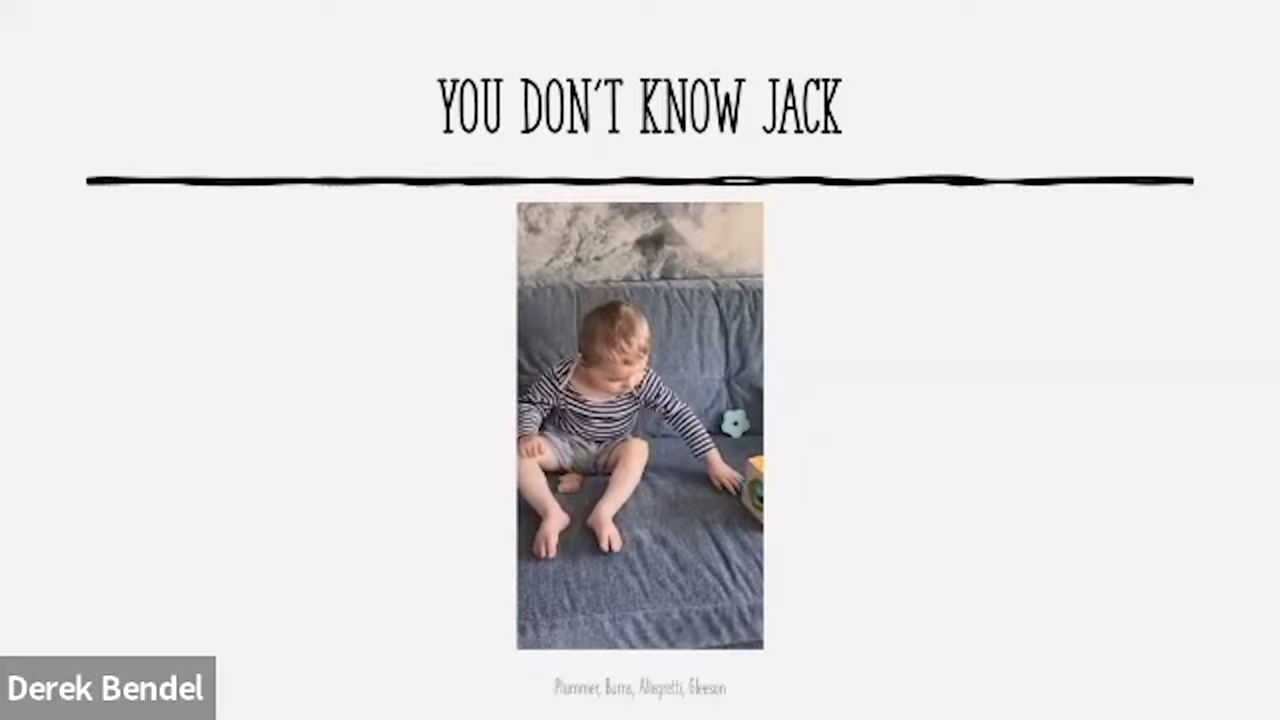 YOU DON'T KNOW JACK
Derek Bendel
Plummer, Burns, Allegretti, Gleeson